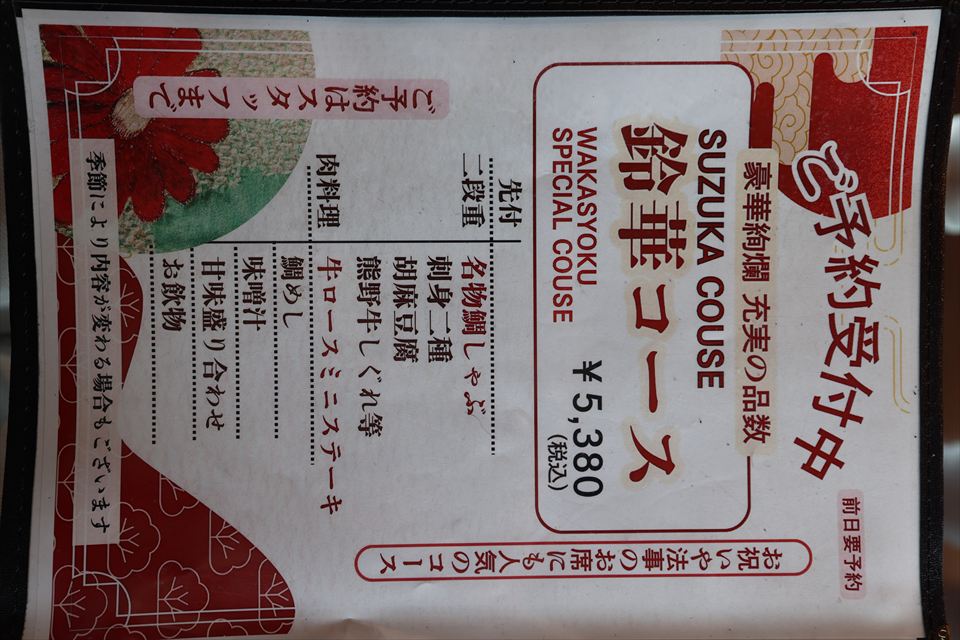 ご予約受付中
前日要予約
豪華絢爛 充実の品数
SUZUKA COUSE
鈴華コース
¥5,380
(税込)
WAKASYOKU
SPECIAL COUSE
お祝いや法事のお席にも人気のコース
先付
二段重
名物鯛しゃぶ
刺身二種
胡麻豆腐
熊野牛しぐれ等
肉料理
牛ロースミニステーキ
鯛めし
味噌汁
甘味盛り合わせ
お飲物
ご予約はスタッフまで
季節により内容が変わる場合もございます